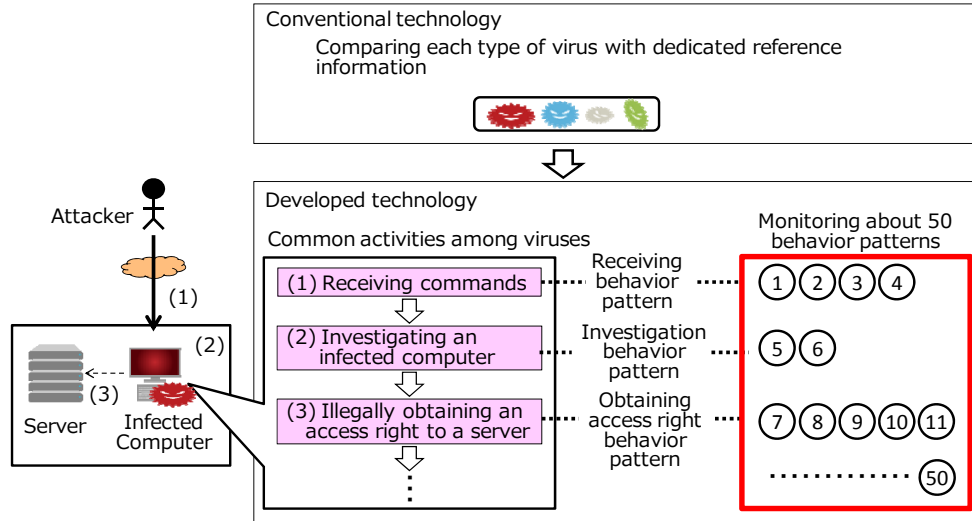 Conventional technology
Comparing each type of virus with dedicated reference
information
Attacker
(1)
(2)
(3)
Server
Infected
Computer
Developed technology
Common activities among viruses
(1) Receiving commands
(2) Investigating an
infected computer
(3) Illegally obtaining an
access right to a server
⋮
Receiving
behavior
pattern
Investigation
behavior
pattern
Obtaining
access right
behavior
pattern
Monitoring about 50
behavior patterns
1 2 3 4
5 6
7 8 9 10 11
50